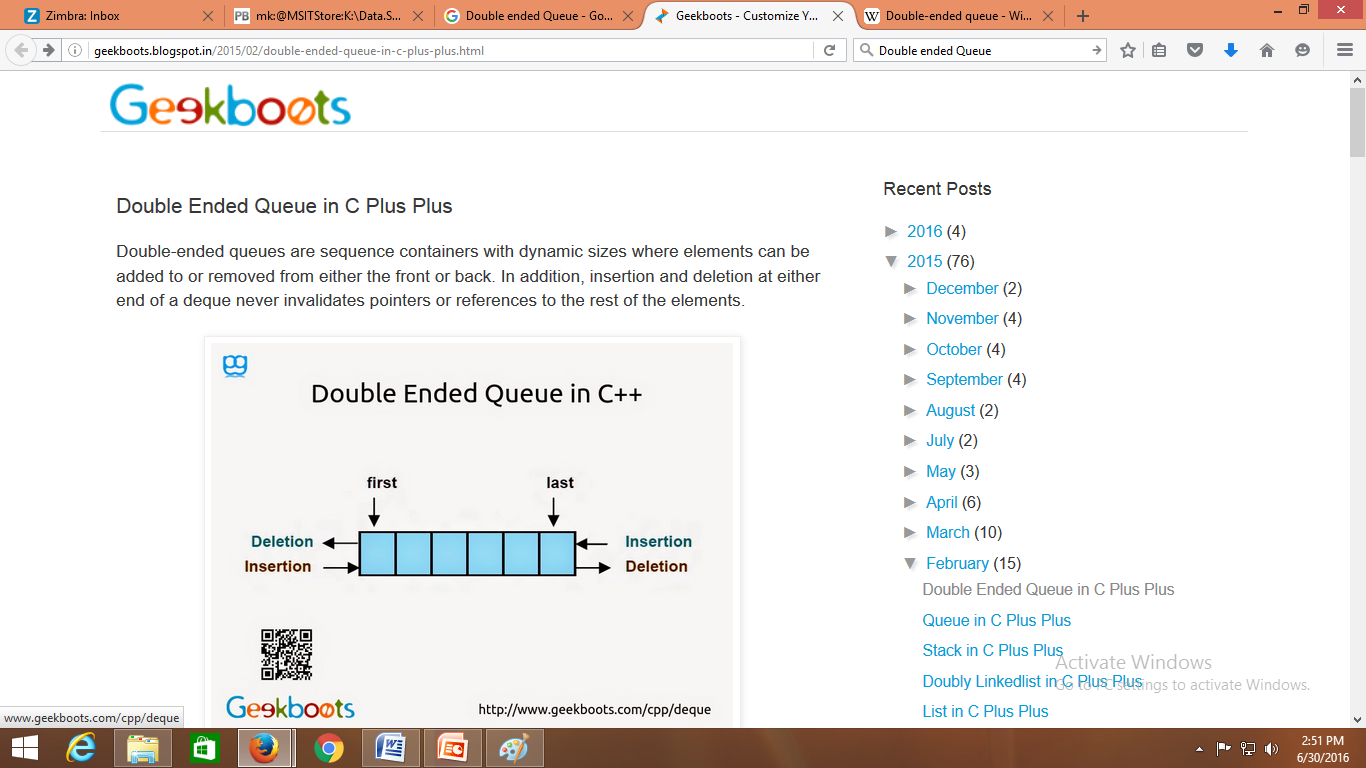 Zimbra: Inbox
mk:@MSITStore:K:\Data.S...
Double ended Queue - Go...
Geekboots - Customize Y...
Double-ended queue - Wi...
geekboots.blogspot.in/2015/02/double-ended-queue-in-c-plus-plus.html
Double ended Queue
Geekboots
Double Ended Queue in C Plus Plus
Double-ended queues are sequence containers with dynamic sizes where elements can be
added to or removed from either the front or back. In addition, insertion and deletion at either
end of a deque never invalidates pointers or references to the rest of the elements.
Double Ended Queue in C++
first
last
Deletion
Insertion
Insertion
Deletion
Geekboots
http://www.geekboots.com/cpp/deque
Recent Posts
2016 (4)
2015 (76)
December (2)
November (4)
October (4)
September (4)
August (2)
July (2)
May (3)
April (6)
March (10)
February (15)
Double Ended Queue in C Plus Plus
Queue in C Plus Plus
Stack in C Plus Plus
Doubly Linkedlist in C Plus Plus
List in C Plus Plus
Activate Windows
Go to PC settings to activate Windows.
www.geekboots.com/cpp/deque
2:51 PM
6/30/2016